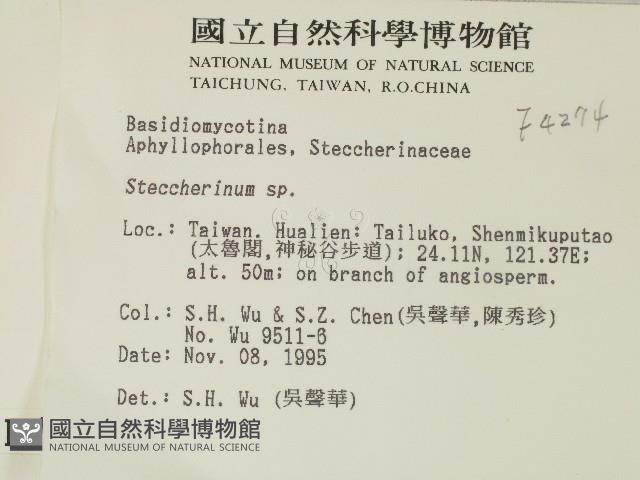 國立自然科學博物館
NATIONAL MUSEUM OF NATURAL SCIENCE
TAICHUNG, TAIWAN, R.O.CHINA
F4274
Basidiomycotina
Aphyllophorales, Steccherinaceae
Steccherinum sp.
Loc.: Taiwan. Hualien: Tailuko, Shenmikuputao
(太魯閣,神秘谷步道); 24.11N, 121.37E;
alt. 50m; on branch of angiosperm.
Col.: S.H. Wu & S.Z. Chen(吳聲華,陳秀珍)
No. Wu 9511-6
Date: Nov. 08, 1995
Det.: S.H. Wu (吳聲華)
國立自然科學博物館
NATIONAL MUSEUM OF NATURAL SCIENCE